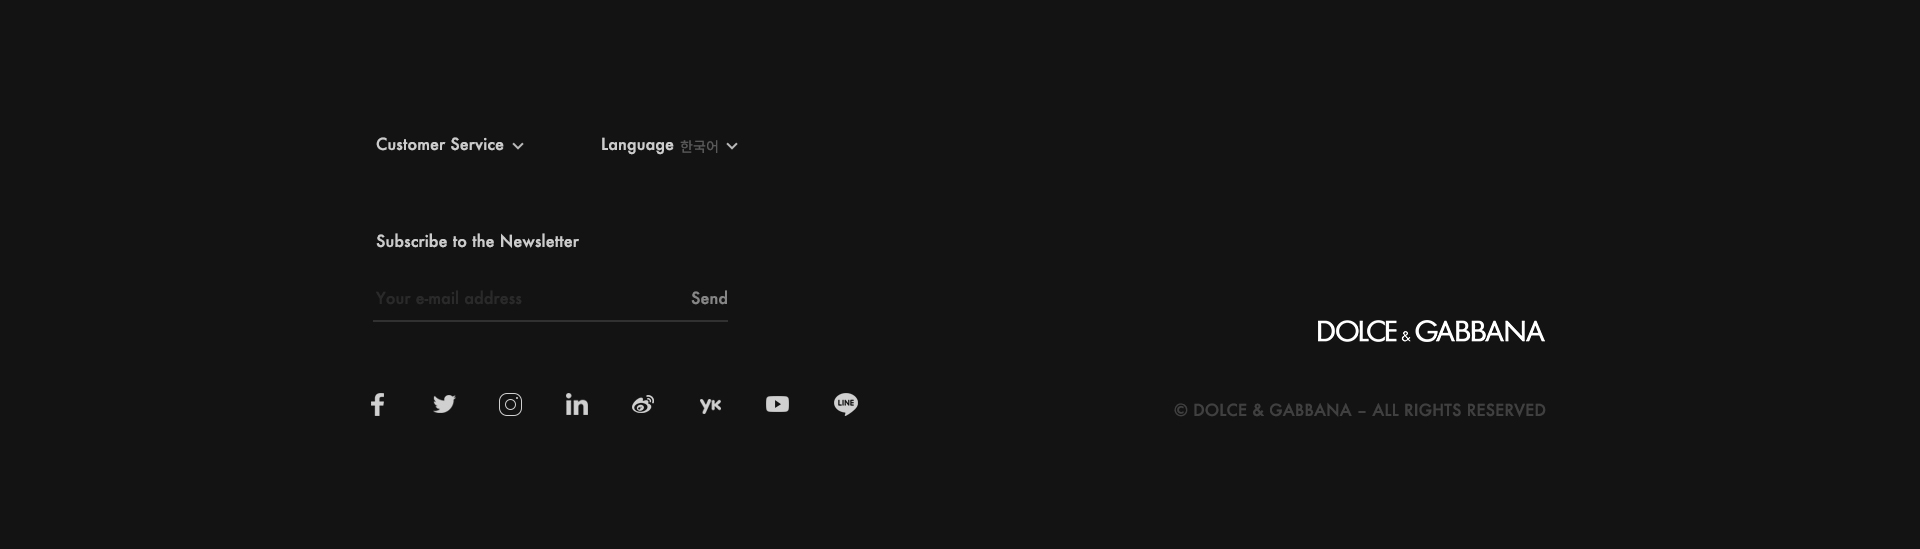 Customer Service
Language 한국어
Subscribe to the Newsletter
Your e-mail address
Send
LINE
DOLCE & GABBANA
© DOLCE & GABBANA – ALL RIGHTS RESERVED